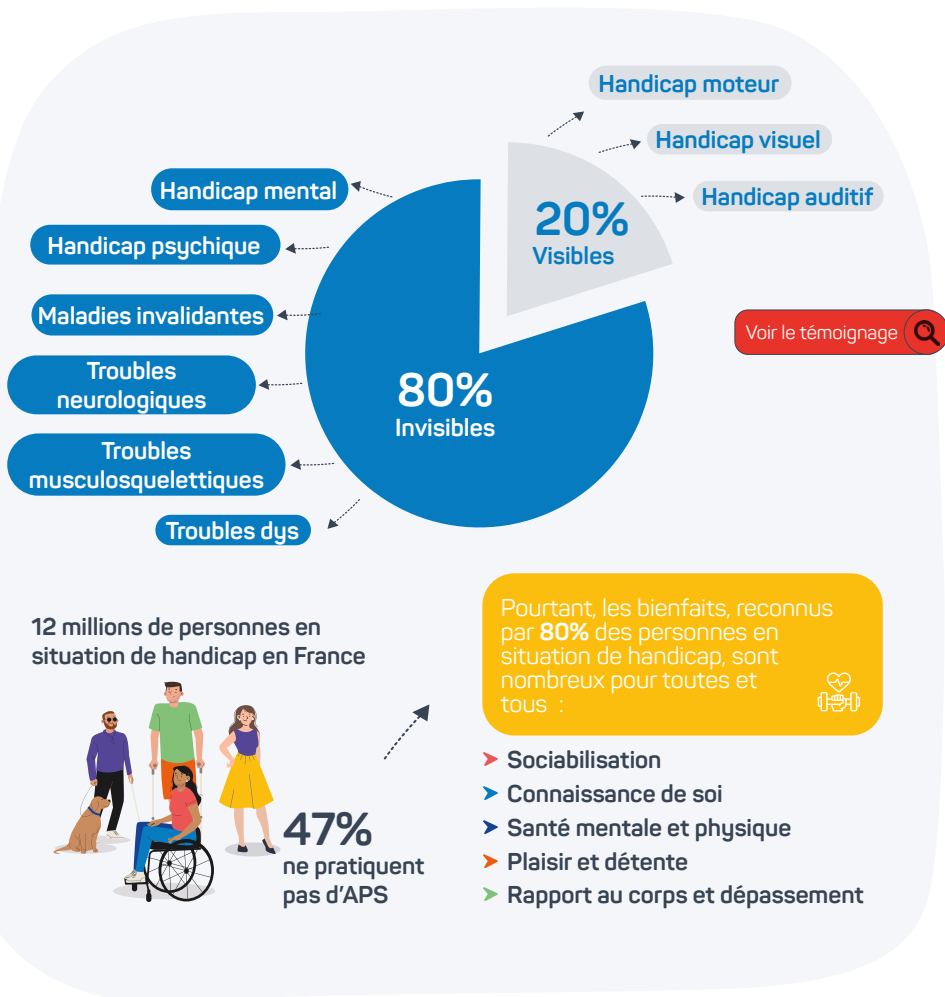 Handicap moteur
Handicap visuel
Handicap auditif
20%
Visibles
Handicap mental
Handicap psychique
Maladies invalidantes
Troubles
neurologiques
Troubles
musculosquelettiques
Troubles dys
80%
Invisibles
Voir le témoignage
12 millions de personnes en
situation de handicap en France
47%
ne pratiquent
pas d'APS
Pourtant, les bienfaits, reconnus
par 80% des personnes en
situation de handicap, sont
nombreux pour toutes et
tous :
Sociabilisation
Connaissance de soi
Santé mentale et physique
Plaisir et détente
Rapport au corps et dépassement